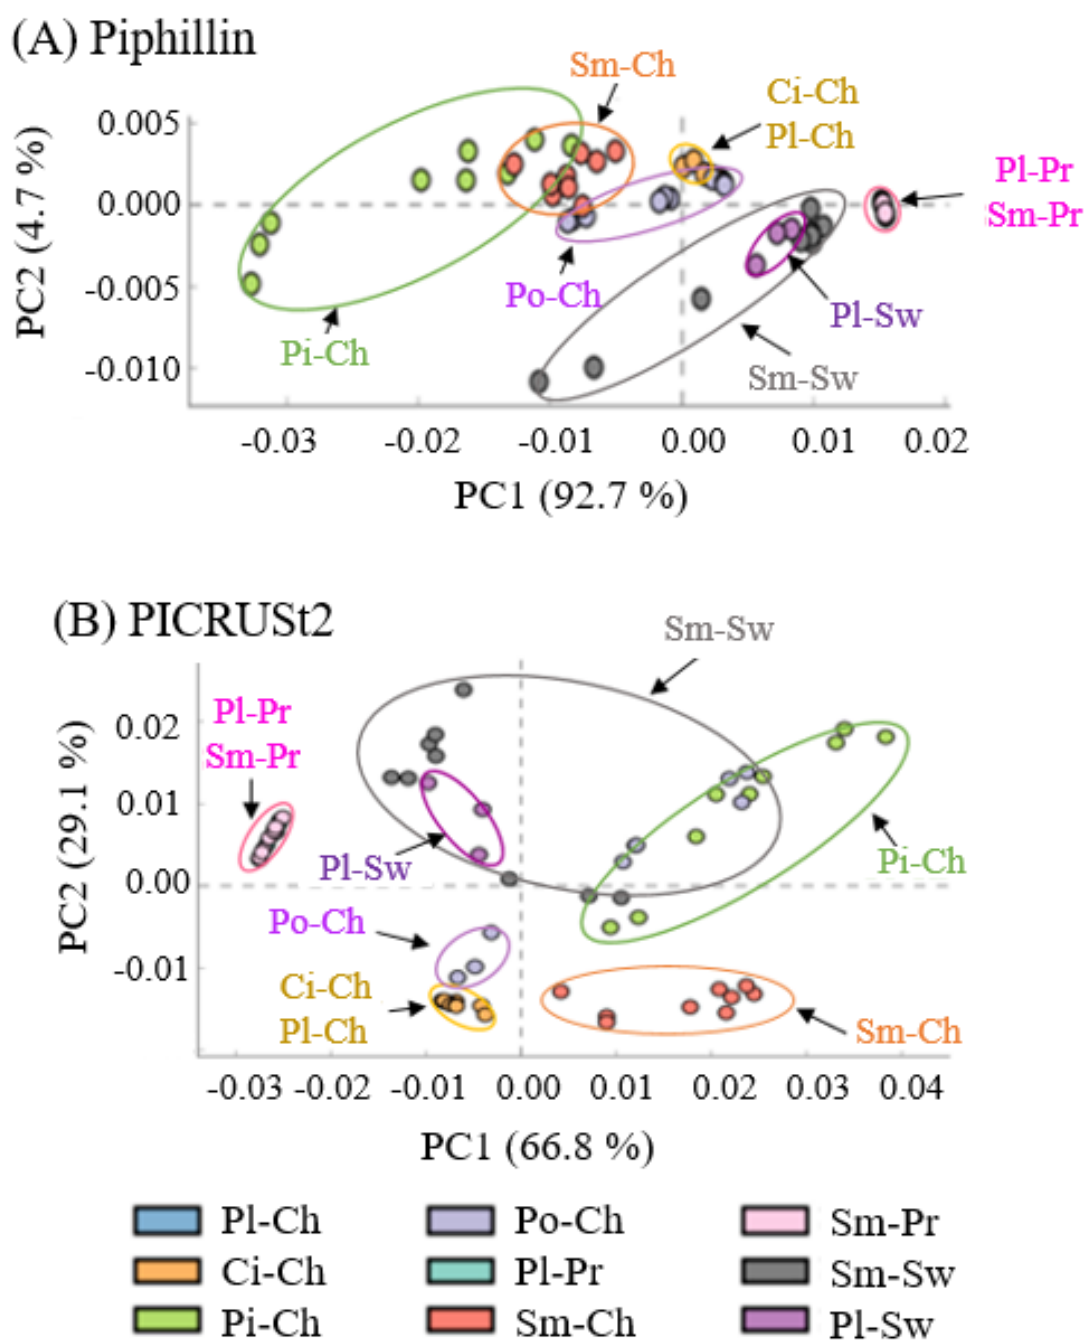 (A) Piphillin
Sm-Ch
Ci-Ch
Pl-Ch
Pl-Pr
Sm-Pr
Po-Ch
Pl-Sw
Pi-Ch
Sm-Sw
PC2 (4.7 %)
0.005
0.000
-0.005
-0.010
-0.03 -0.02 -0.01 0.00 0.01 0.02
PC1 (92.7 %)
(B) PICRUSt2
Sm-Sw
Pl-Pr
Sm-Pr
Pl-Sw
Pi-Ch
Po-Ch
Ci-Ch
Pl-Ch
Sm-Ch
PC2 (29.1 %)
0.02
0.01
0.00
-0.01
-0.03 -0.02 -0.01 0.00 0.01 0.02 0.03 0.04
PC1 (66.8 %)
Pl-Ch Po-Ch Sm-Pr
Ci-Ch Pl-Pr Sm-Sw
Pi-Ch Sm-Ch Pl-Sw